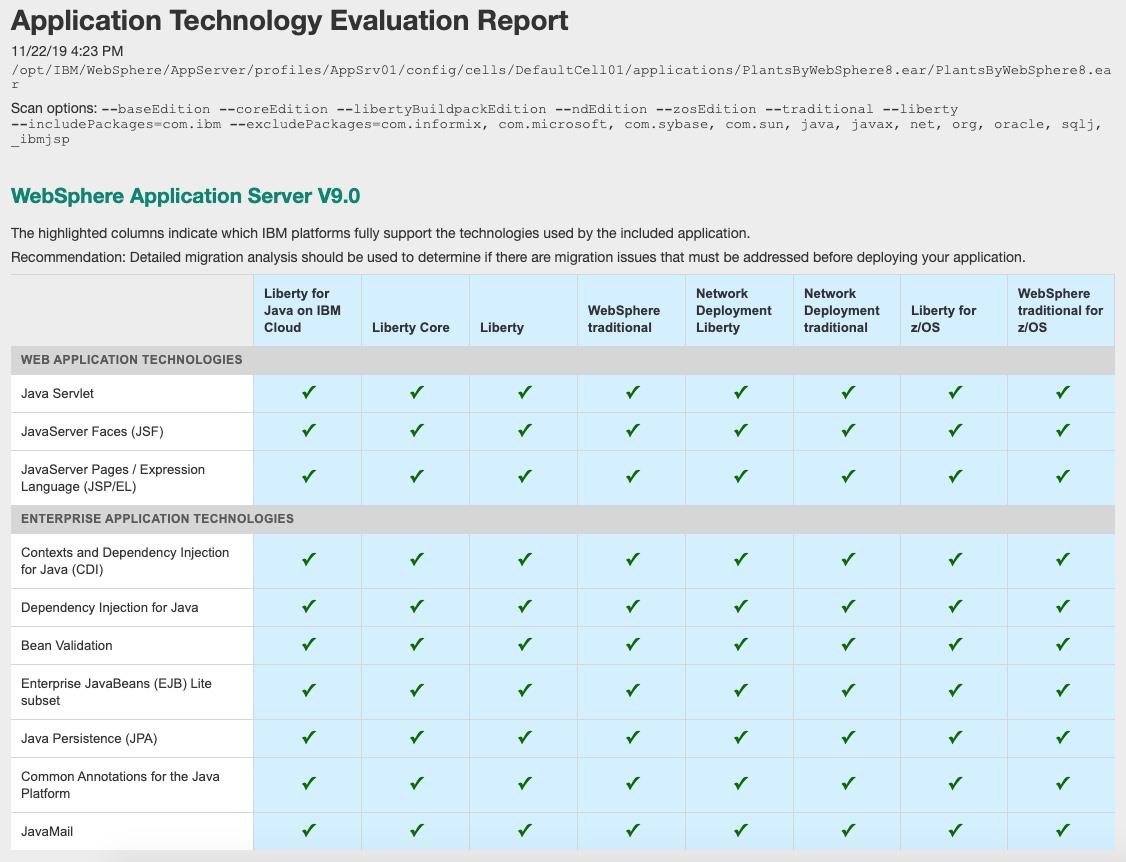 Application Technology Evaluation Report
11/22/19 4:23 PM
/opt/IBM/WebSphere/AppServer/profiles/AppSrv01/config/cells/DefaultCell01/applications/PlantsByWebSphere8.ear/PlantsByWebSphere8.ea
r
Scan options: --baseEdition --coreEdition --libertyBuildpackEdition --ndEdition --zosEdition --traditional --liberty
--includePackages=com.ibm --excludePackages=com.informix, com.microsoft, com.sybase, com.sun, java, javax, net, org, oracle, sqlj,
_ibmjsp
WebSphere Application Server V9.0
The highlighted columns indicate which IBM platforms fully support the technologies used by the included application.
Recommendation: Detailed migration analysis should be used to determine if there are migration issues that must be addressed before deploying your application.
Liberty for
Java on IBM
Cloud
Liberty Core
Liberty
WebSphere
traditional
Network
Deployment
Liberty
Network
Deployment
traditional
Liberty for
z/OS
WebSphere
traditional for
z/OS
WEB APPLICATION TECHNOLOGIES
Java Servlet ✓ ✓ ✓ ✓ ✓ ✓ ✓ ✓
JavaServer Faces (JSF) ✓ ✓ ✓ ✓ ✓ ✓ ✓ ✓
JavaServer Pages / Expression
Language (JSP/EL) ✓ ✓ ✓ ✓ ✓ ✓ ✓ ✓
ENTERPRISE APPLICATION TECHNOLOGIES
Contexts and Dependency Injection
for Java (CDI) ✓ ✓ ✓ ✓ ✓ ✓ ✓ ✓
Dependency Injection for Java ✓ ✓ ✓ ✓ ✓ ✓ ✓ ✓
Bean Validation ✓ ✓ ✓ ✓ ✓ ✓ ✓ ✓
Enterprise JavaBeans (EJB) Lite
subset ✓ ✓ ✓ ✓ ✓ ✓ ✓ ✓
Java Persistence (JPA) ✓ ✓ ✓ ✓ ✓ ✓ ✓ ✓
Common Annotations for the Java
Platform ✓ ✓ ✓ ✓ ✓ ✓ ✓ ✓
JavaMail ✓ ✓ ✓ ✓ ✓ ✓ ✓ ✓